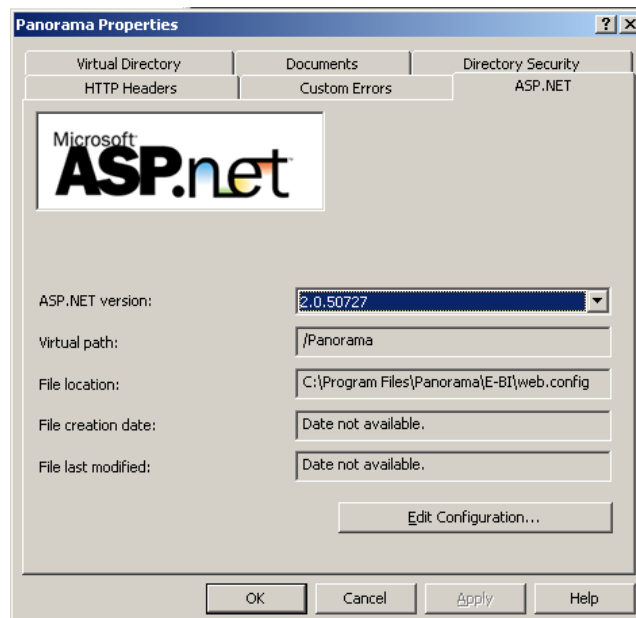 Panorama Properties
Virtual Directory Documents Directory Security
HTTP Headers Custom Errors ASP.NET
Microsoft
ASP.net
ASP.NET version: 2.0.50727
Virtual path: /Panorama
File location: C:\Program Files\Panorama\E-BI\web.config
File creation date: Date not available.
File last modified: Date not available.
Edit Configuration...
OK Cancel Apply Help